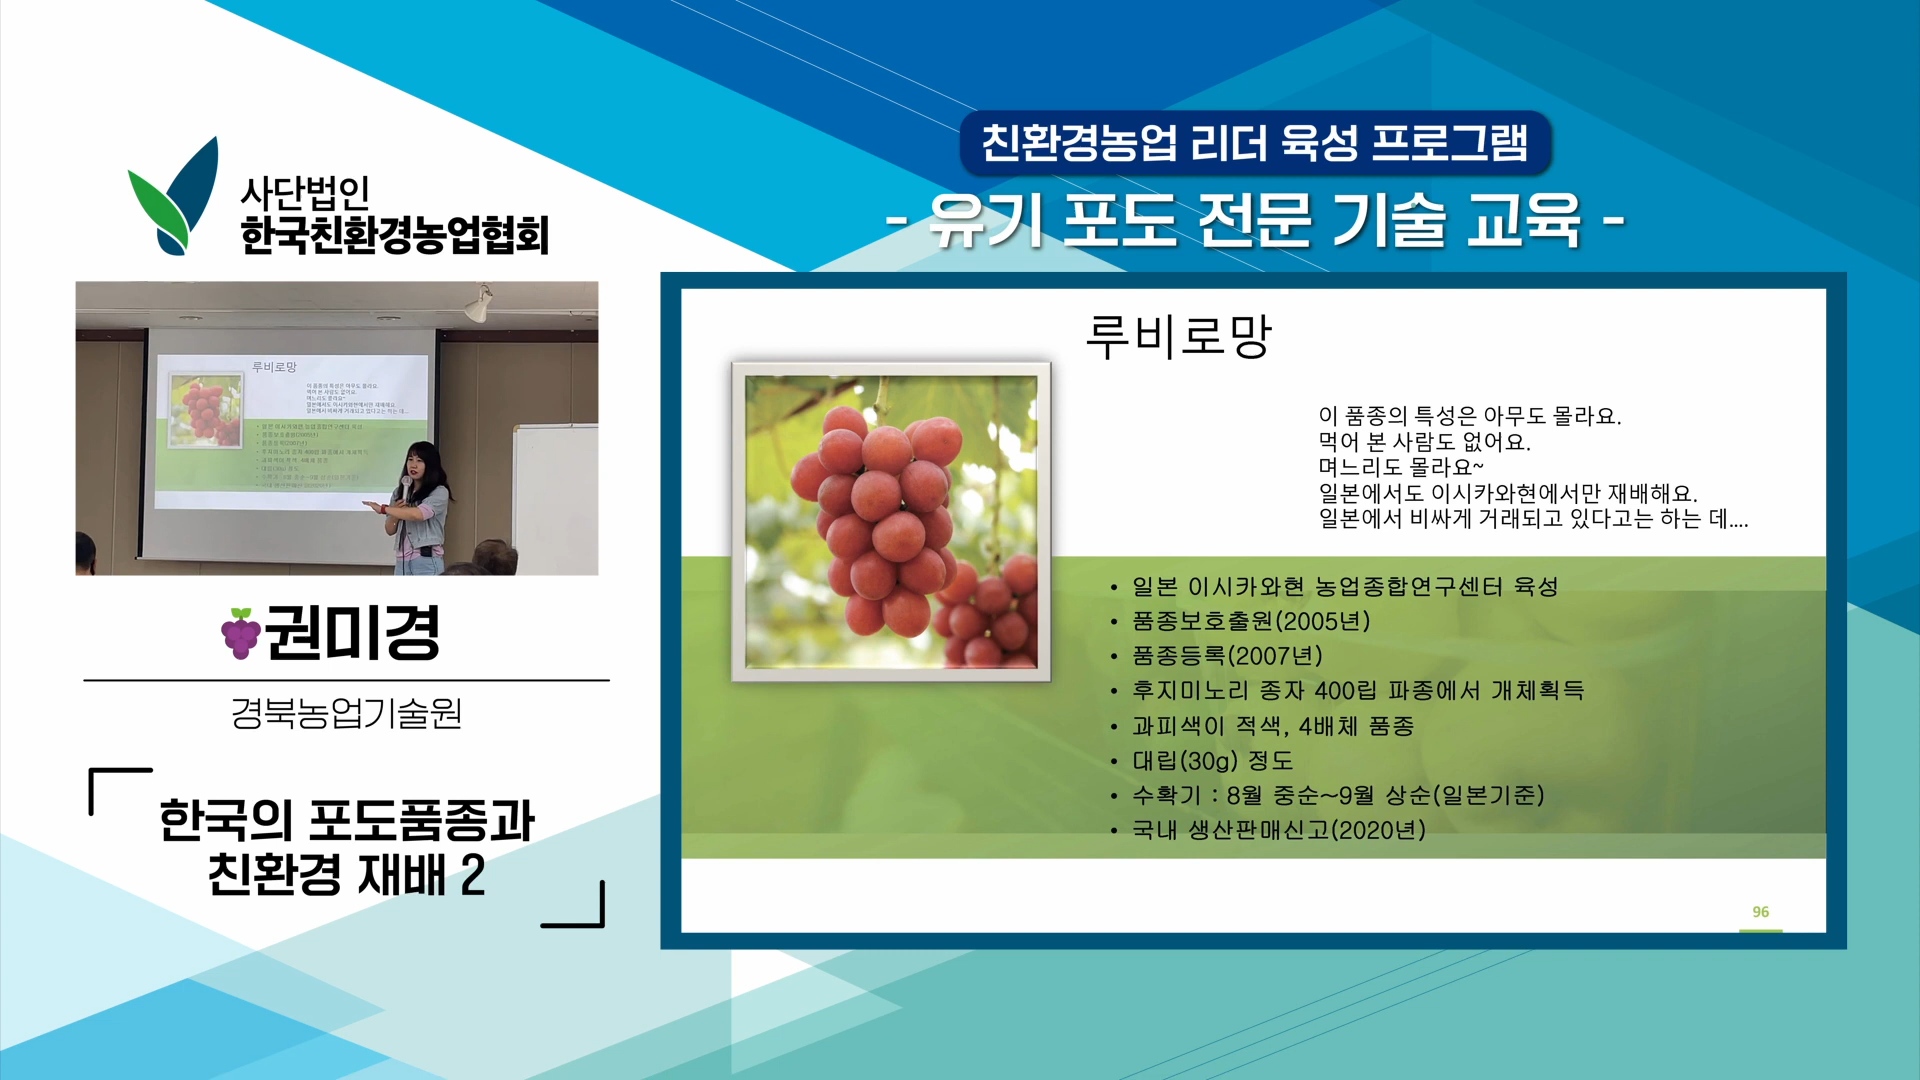 친환경농업 리더 육성 프로그램
- 유기 포도 전문 기술 교육 -
사단법인
한국친환경농업협회
루비로망
권미경
경북농업기술원
한국의 포도품종과
친환경 재배 2
루비로망
이 품종의 특성은 아무도 몰라요.
먹어 본 사람도 없어요.
며느리도 몰라요~
일본에서도 이시카와현에서만 재배해요.
일본에서 비싸게 거래되고 있다고는 하는 데....
• 일본 이시카와현 농업종합연구센터 육성
• 품종보호출원(2005년)
• 품종등록(2007년)
• 후지미노리 종자 400립 파종에서 개체획득
• 과피색이 적색, 4배체 품종
• 대립(30g) 정도
• 수확기 : 8월 중순~9월 상순(일본기준)
• 국내 생산판매신고(2020년)
96